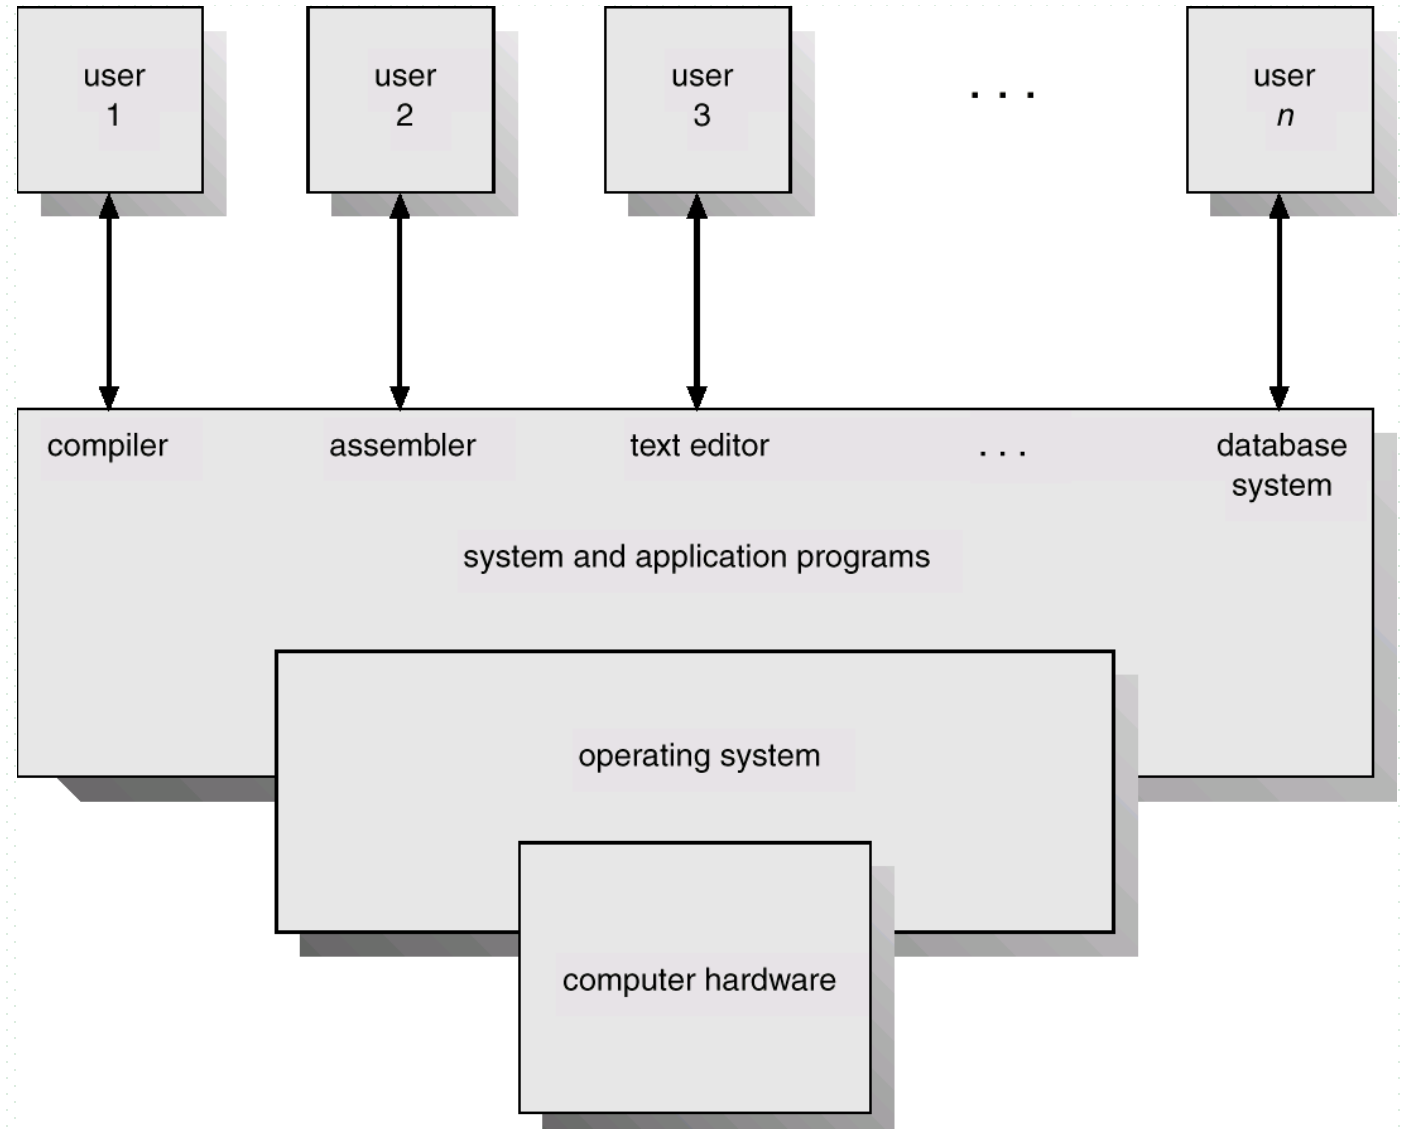 user
1
user
2
user
3
. . .
user
n
compiler
assembler
text editor
. . .
database
system
system and application programs
operating system
computer hardware